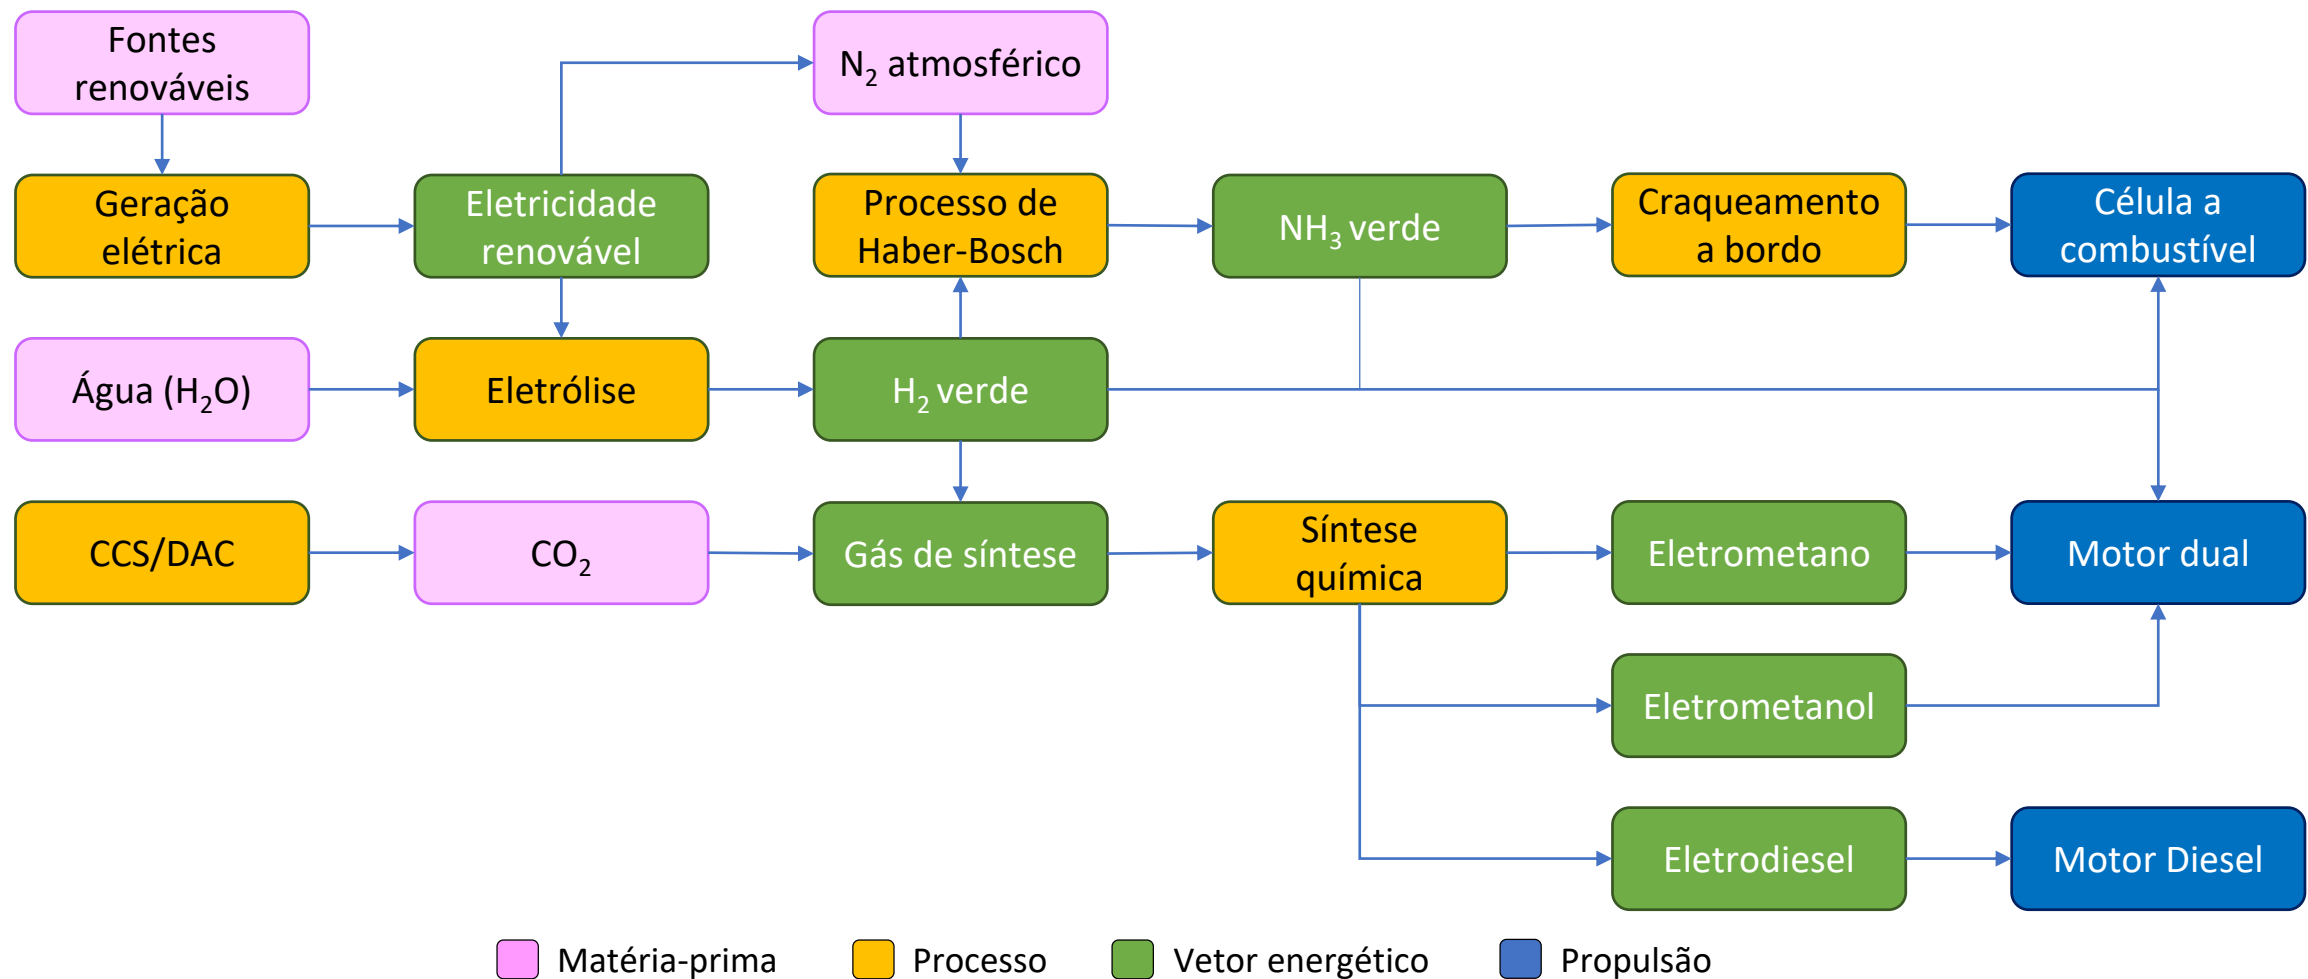 Fontes
renováveis
N₂ atmosférico
Geração
elétrica
Eletricidade
renovável
Processo de
Haber-Bosch
NH₃ verde
Craqueamento
a bordo
Célula a
combustível
Água (H₂O)
Eletrólise
H₂ verde
CCS/DAC
CO₂
Gás de síntese
Síntese
química
Eletrometano
Motor dual
Eletrometanol
Eletrodiesel
Motor Diesel
Matéria-prima
Processo
Vetor energético
Propulsão